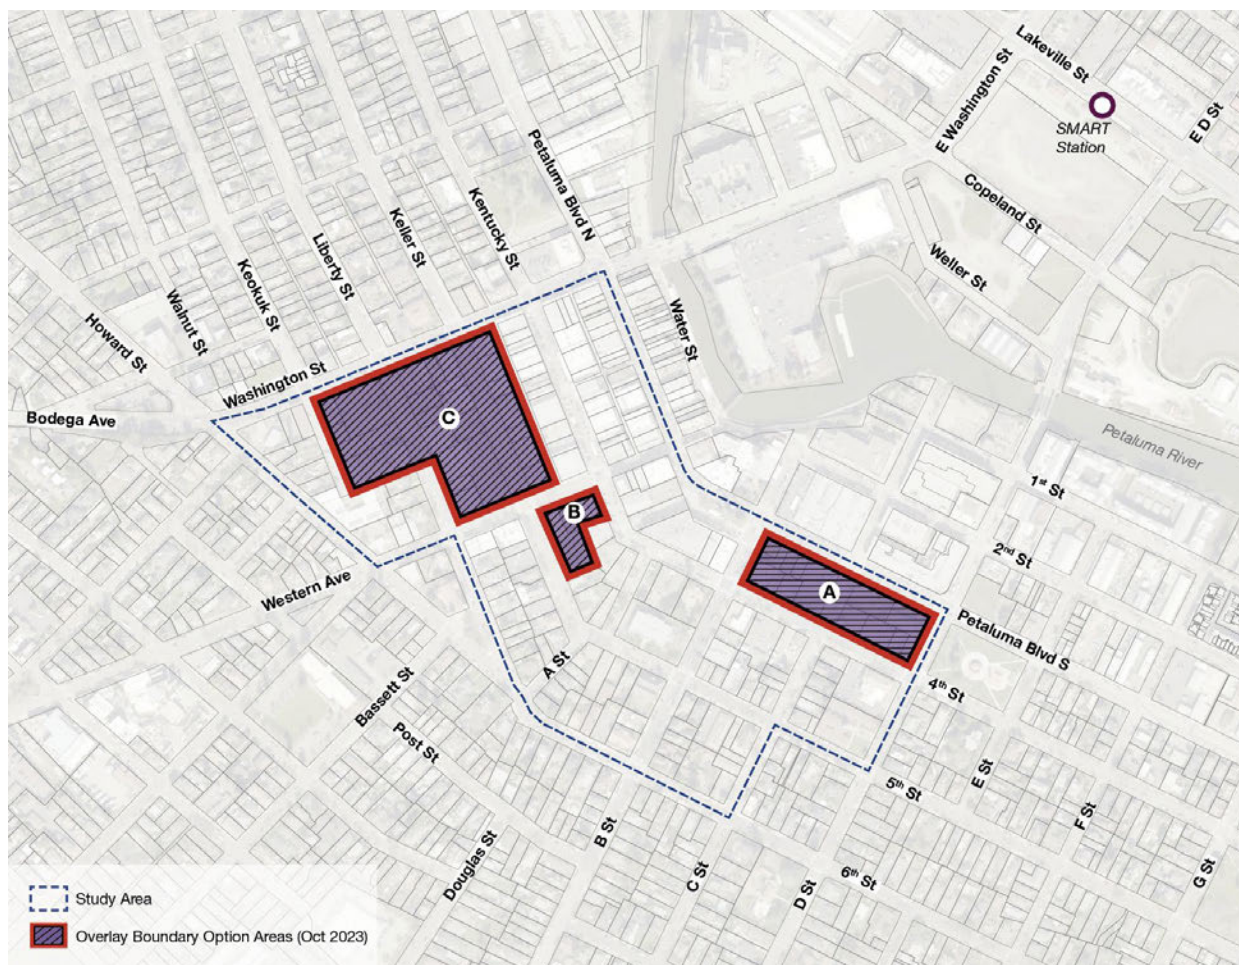 Lakeville St
E Washington St
SMART
Station
E D St
Petaluma Blvd N
Copeland St
Kentucky St
Keller St
Liberty St
Weller St
Keokuk St
Walnut St
Water St
Howard St
Washington St
C
Bodega Ave
Petaluma River
1st St
B
2nd St
Western Ave
A
Petaluma Blvd S
A St
4th St
Bassett St
Post St
E St
5th St
F St
B St
Douglas St
C St
6th St
D St
G St
Study Area
Overlay Boundary Option Areas (Oct 2023)